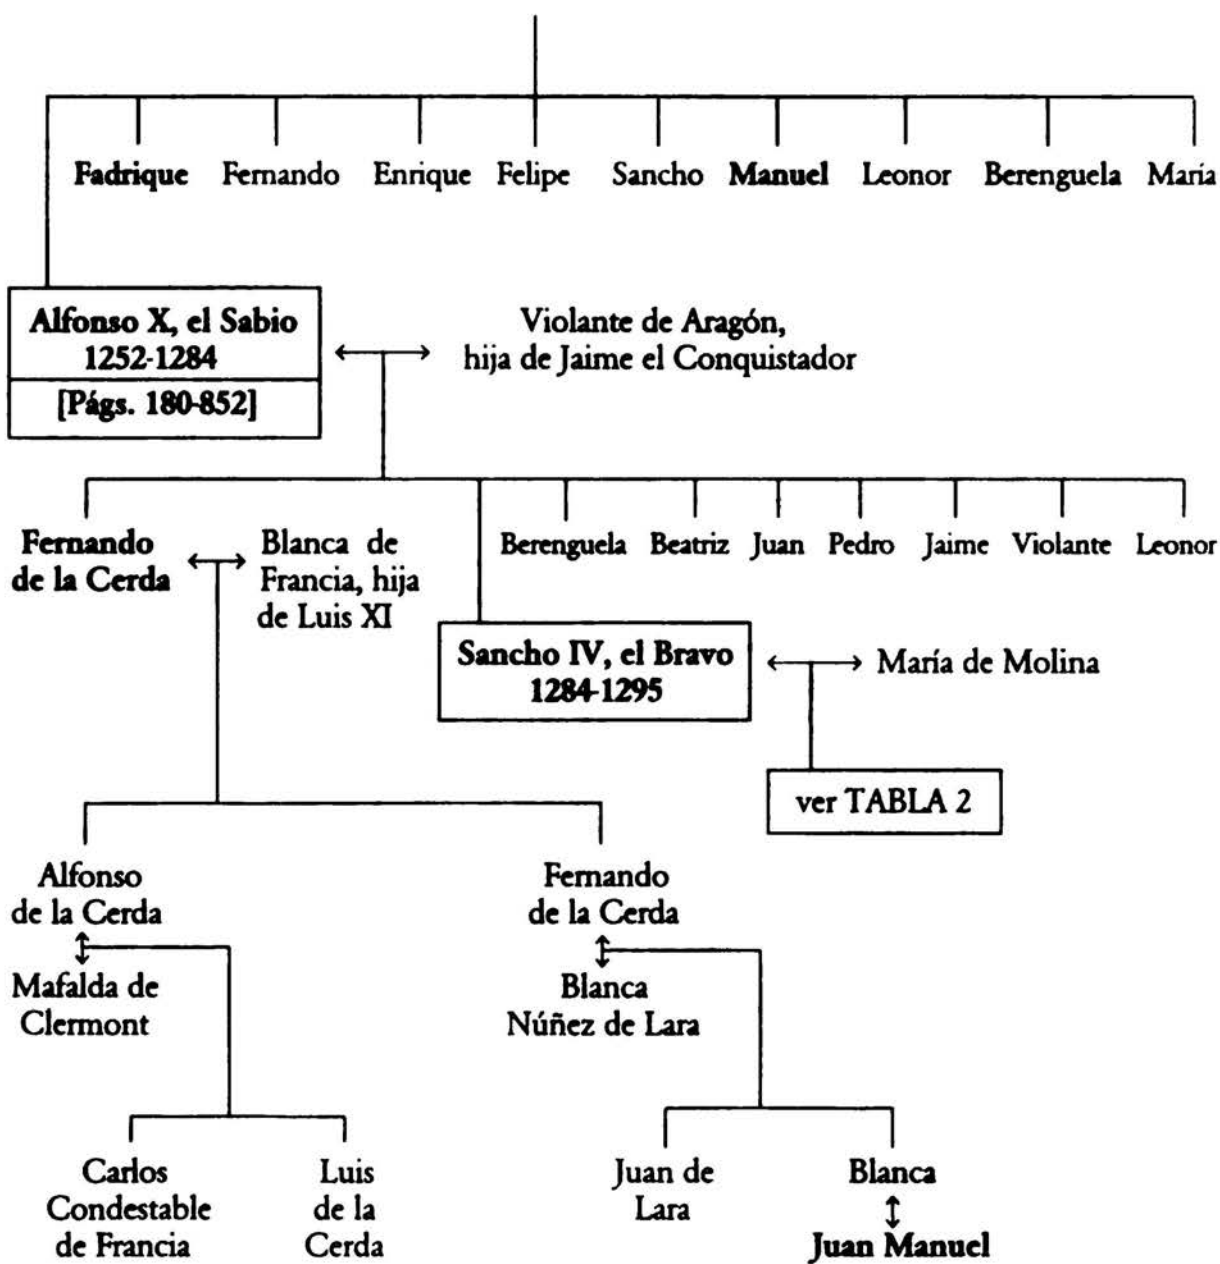 Fadrique Fernando Enrique Felipe Sancho Manuel Leonor Berenguela María
Alfonso X, el Sabio
1252-1284
[Págs. 180-852]
Violante de Aragón,
hija de Jaime el Conquistador
Fernando
de la Cerda
Blanca de
Francia, hija
de Luis XI
Berenguela Beatriz Juan Pedro Jaime Violante Leonor
Sancho IV, el Bravo
1284-1295
María de Molina
ver TABLA 2
Alfonso
de la Cerda
Mafalda de
Clermont
Fernando
de la Cerda
Blanca
Núñez de Lara
Carlos
Condestable
de Francia
Luis
de la
Cerda
Juan de
Lara
Blanca
Juan Manuel